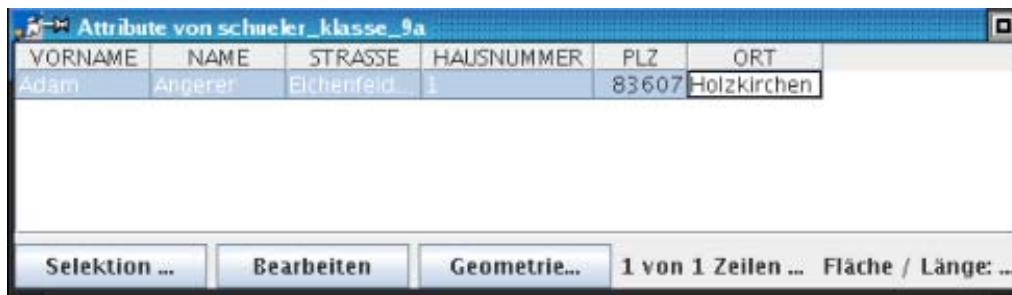 Attribute von schueler_klasse_9a
VORNAME NAME STRASSE HAUSNUMMER PLZ ORT
Adam Angerer Eichenfeld... 1 83607 Holzkirchen
Selektion ... Bearbeiten Geometrie... 1 von 1 Zeilen ... Fläche / Länge: ...